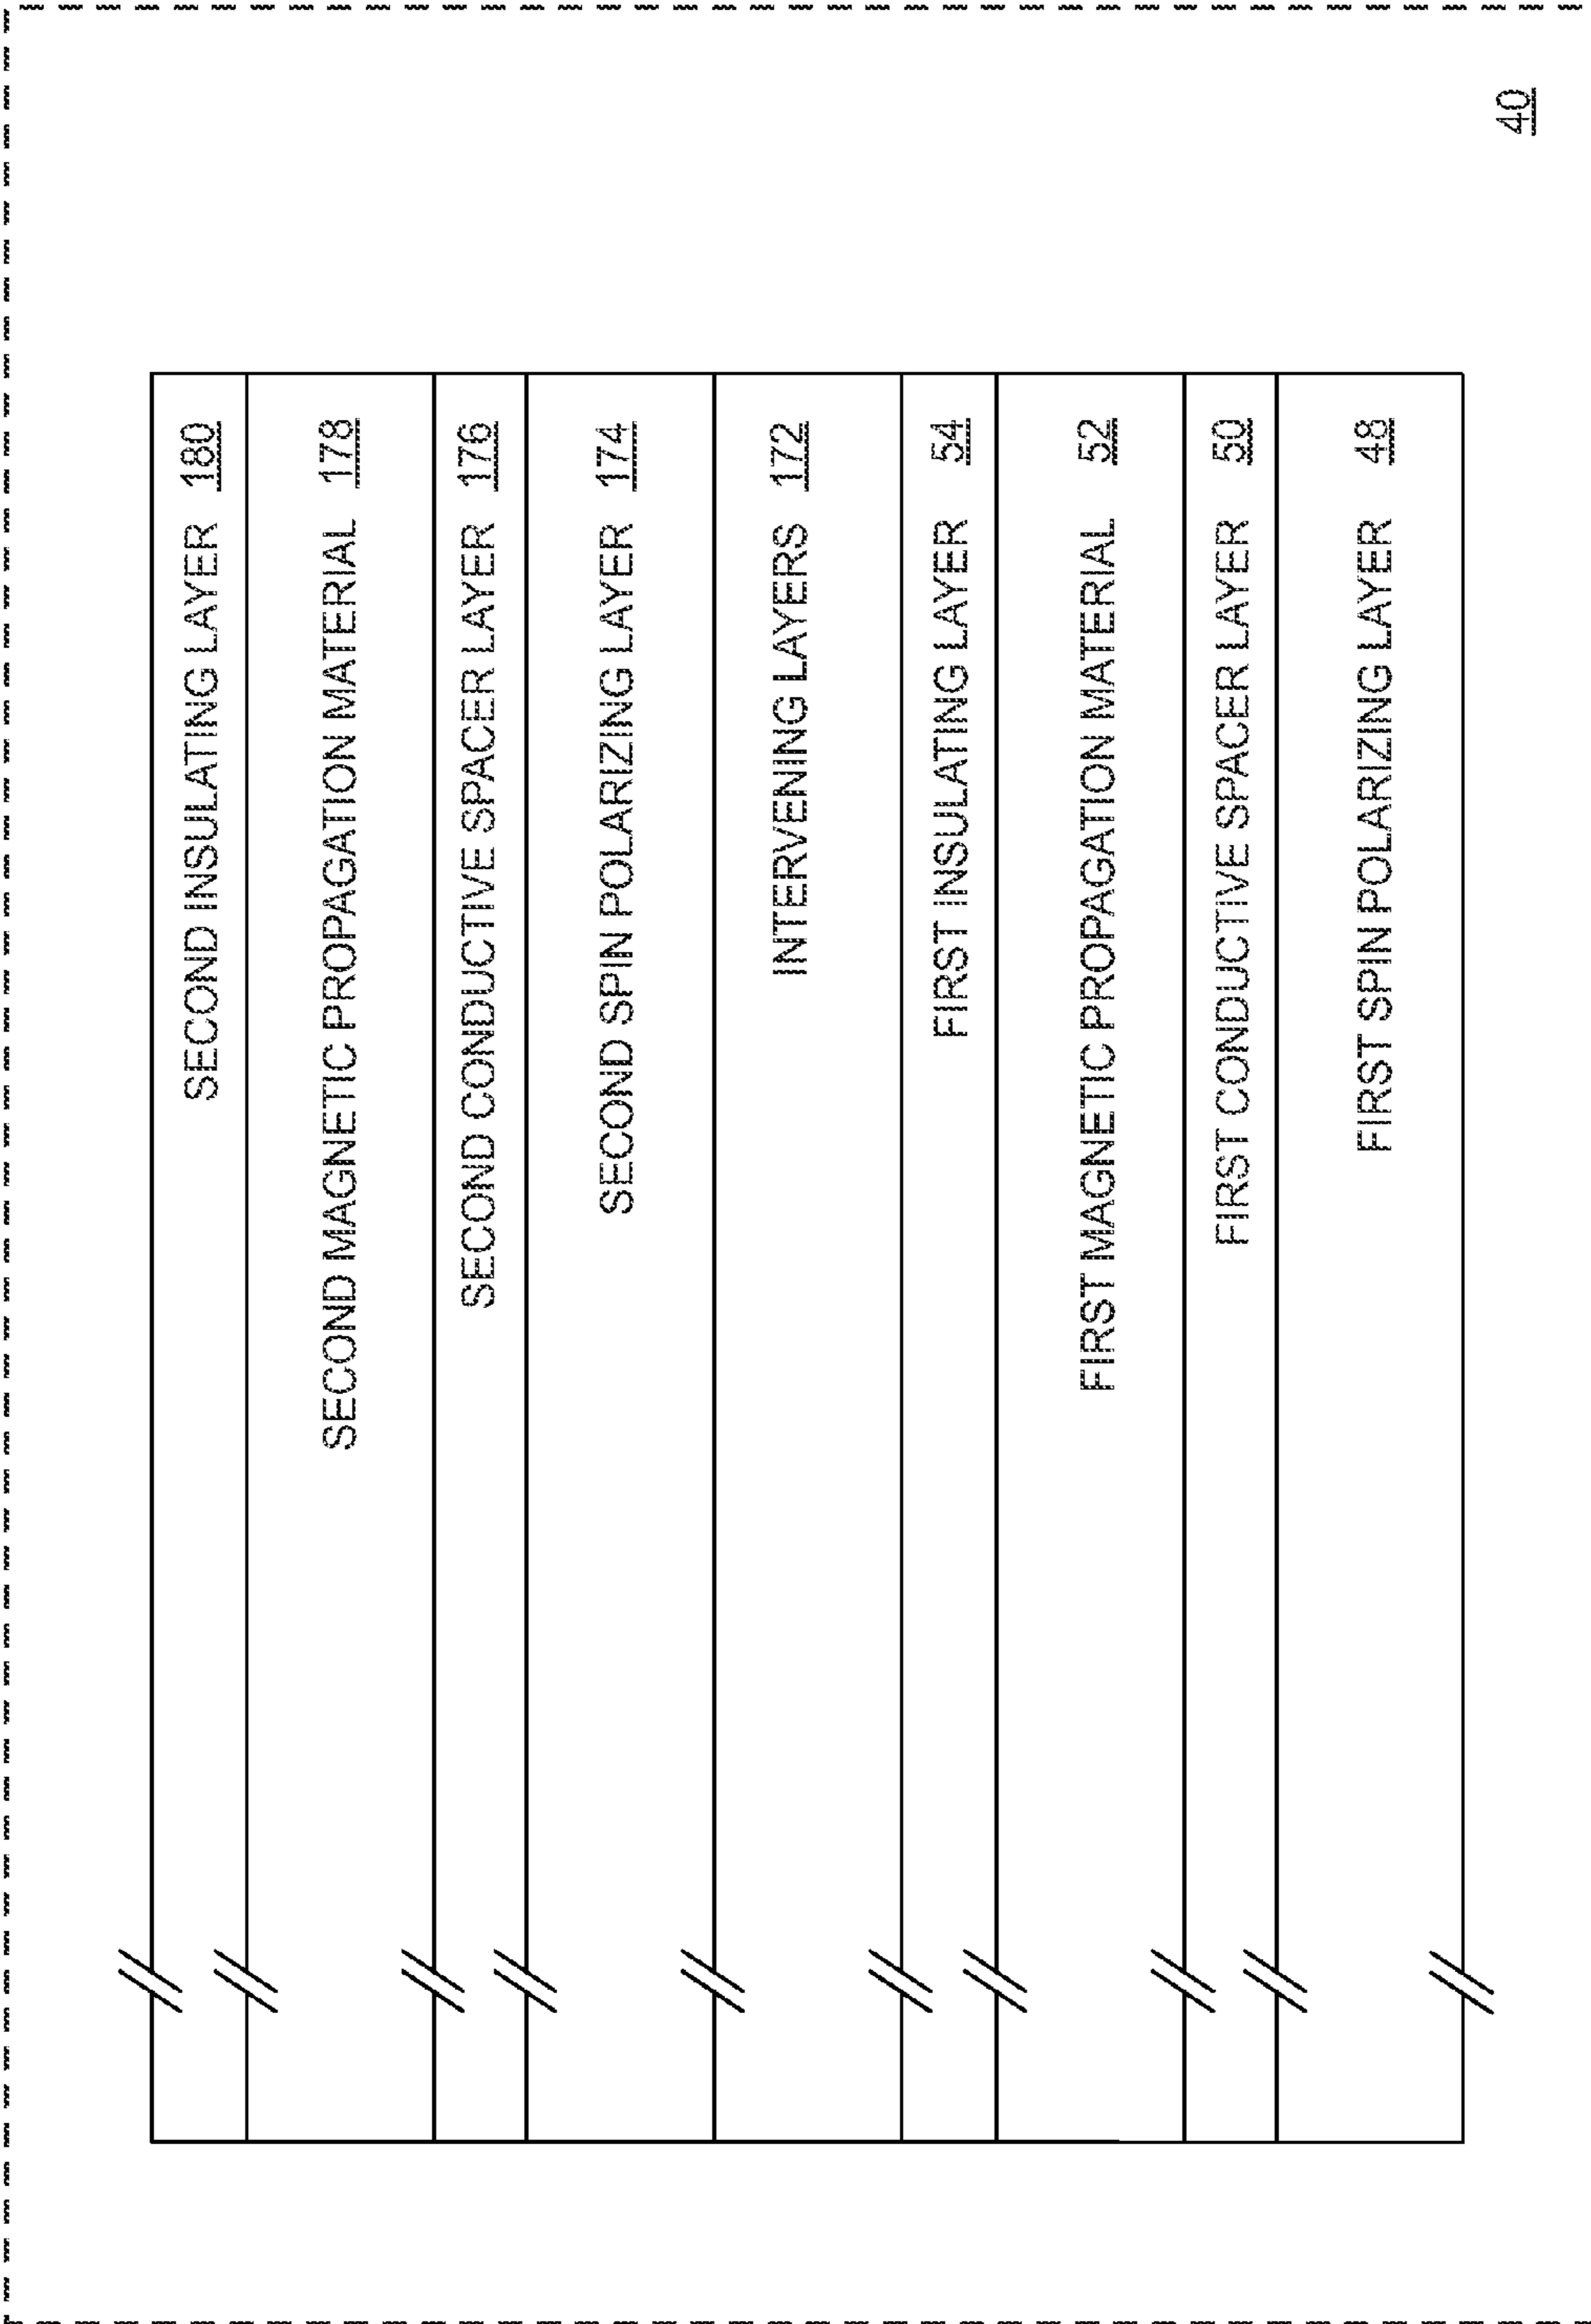 SECOND INSULATING LAYER 180
SECOND MAGNETIC PROPAGATION MATERIAL 178
SECOND CONDUCTIVE SPACER LAYER 176
SECOND SPIN POLARIZING LAYER 174
INTERVENING LAYERS 172
FIRST INSULATING LAYER 54
FIRST MAGNETIC PROPAGATION MATERIAL 52
FIRST CONDUCTIVE SPACER LAYER 50
FIRST SPIN POLARIZING LAYER 48
40